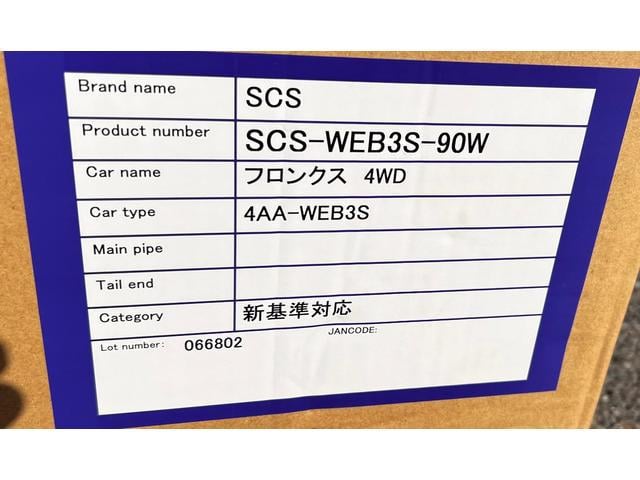 Brand name SCS
Product number SCS-WEB3S-90W
Car name フロンクス 4WD
Car type 4AA-WEB3S
Main pipe
Tail end
Category 新基準対応
Lot number: 066802 JANCODE: